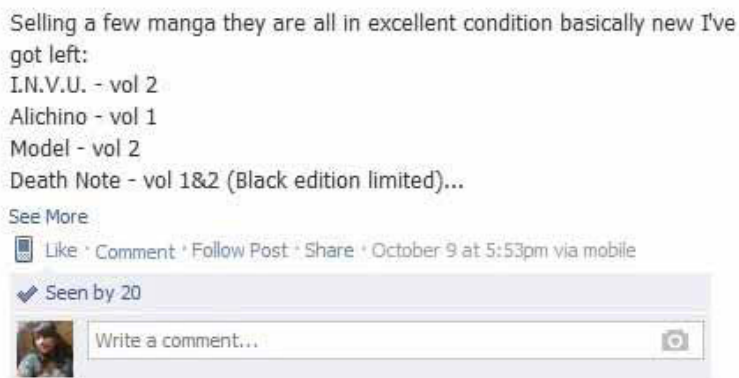 Selling a few manga they are all in excellent condition basically new I've
got left:
I.N.V.U. - vol 2
Alichino - vol 1
Model - vol 2
Death Note - vol 1&2 (Black edition limited)...
See More
Like · Comment · Follow Post · Share · October 9 at 5:53pm via mobile
Seen by 20
Write a comment...